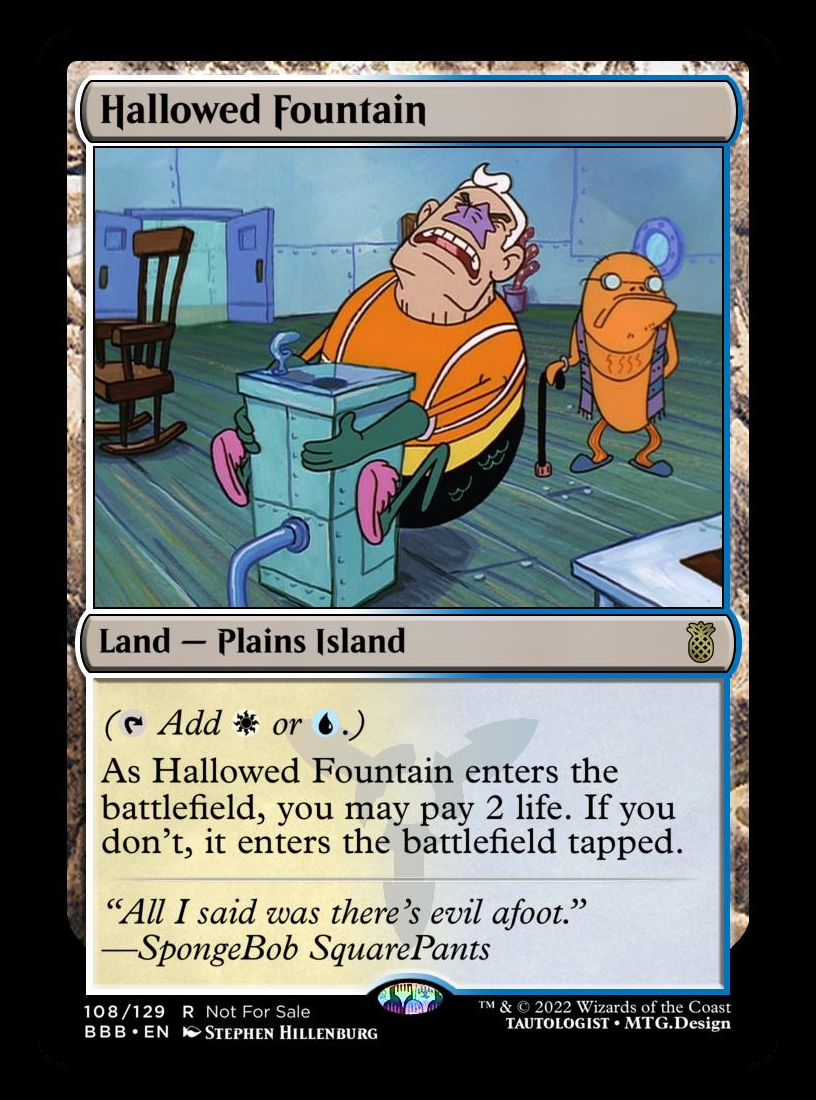 Hallowed Fountain
Land — Plains Island
( Add or .)
As Hallowed Fountain enters the
battlefield, you may pay 2 life. If you
don't, it enters the battlefield tapped.
“All I said was there's evil afoot.”
—SpongeBob SquarePants
108/129 R Not For Sale
™ & © 2022 Wizards of the Coast
BBB • EN Stephen Hillenburg
TAUTOLOGIST • MTG.Design